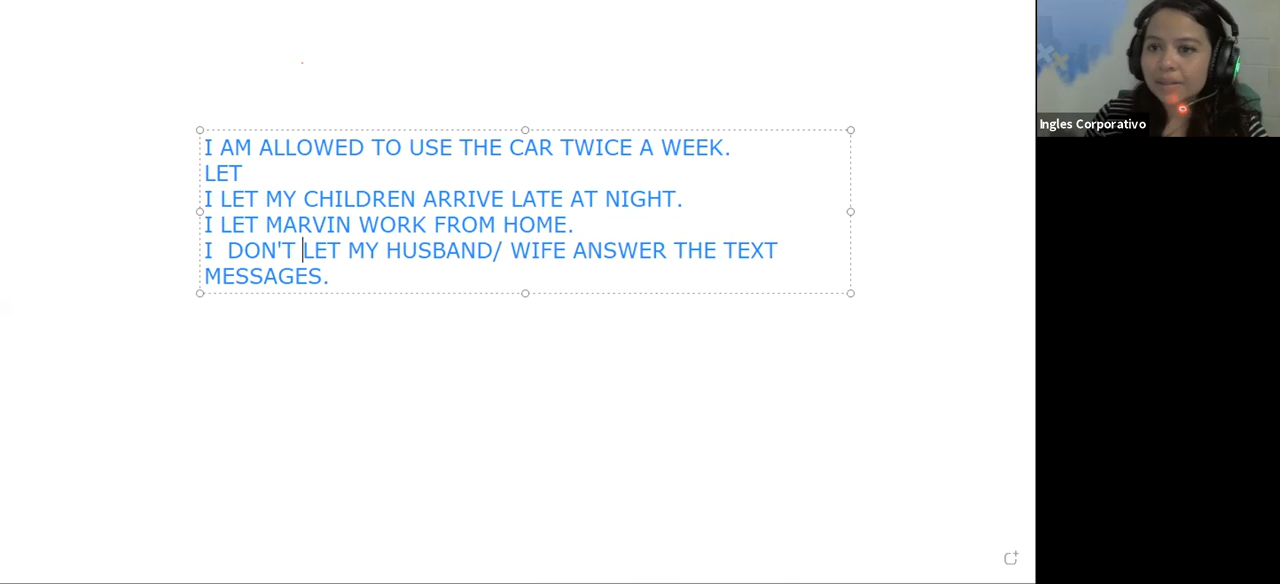 I AM ALLOWED TO USE THE CAR TWICE A WEEK.
LET
I LET MY CHILDREN ARRIVE LATE AT NIGHT.
I LET MARVIN WORK FROM HOME.
I  DON'T LET MY HUSBAND/ WIFE ANSWER THE TEXT
MESSAGES.
Ingles Corporativo